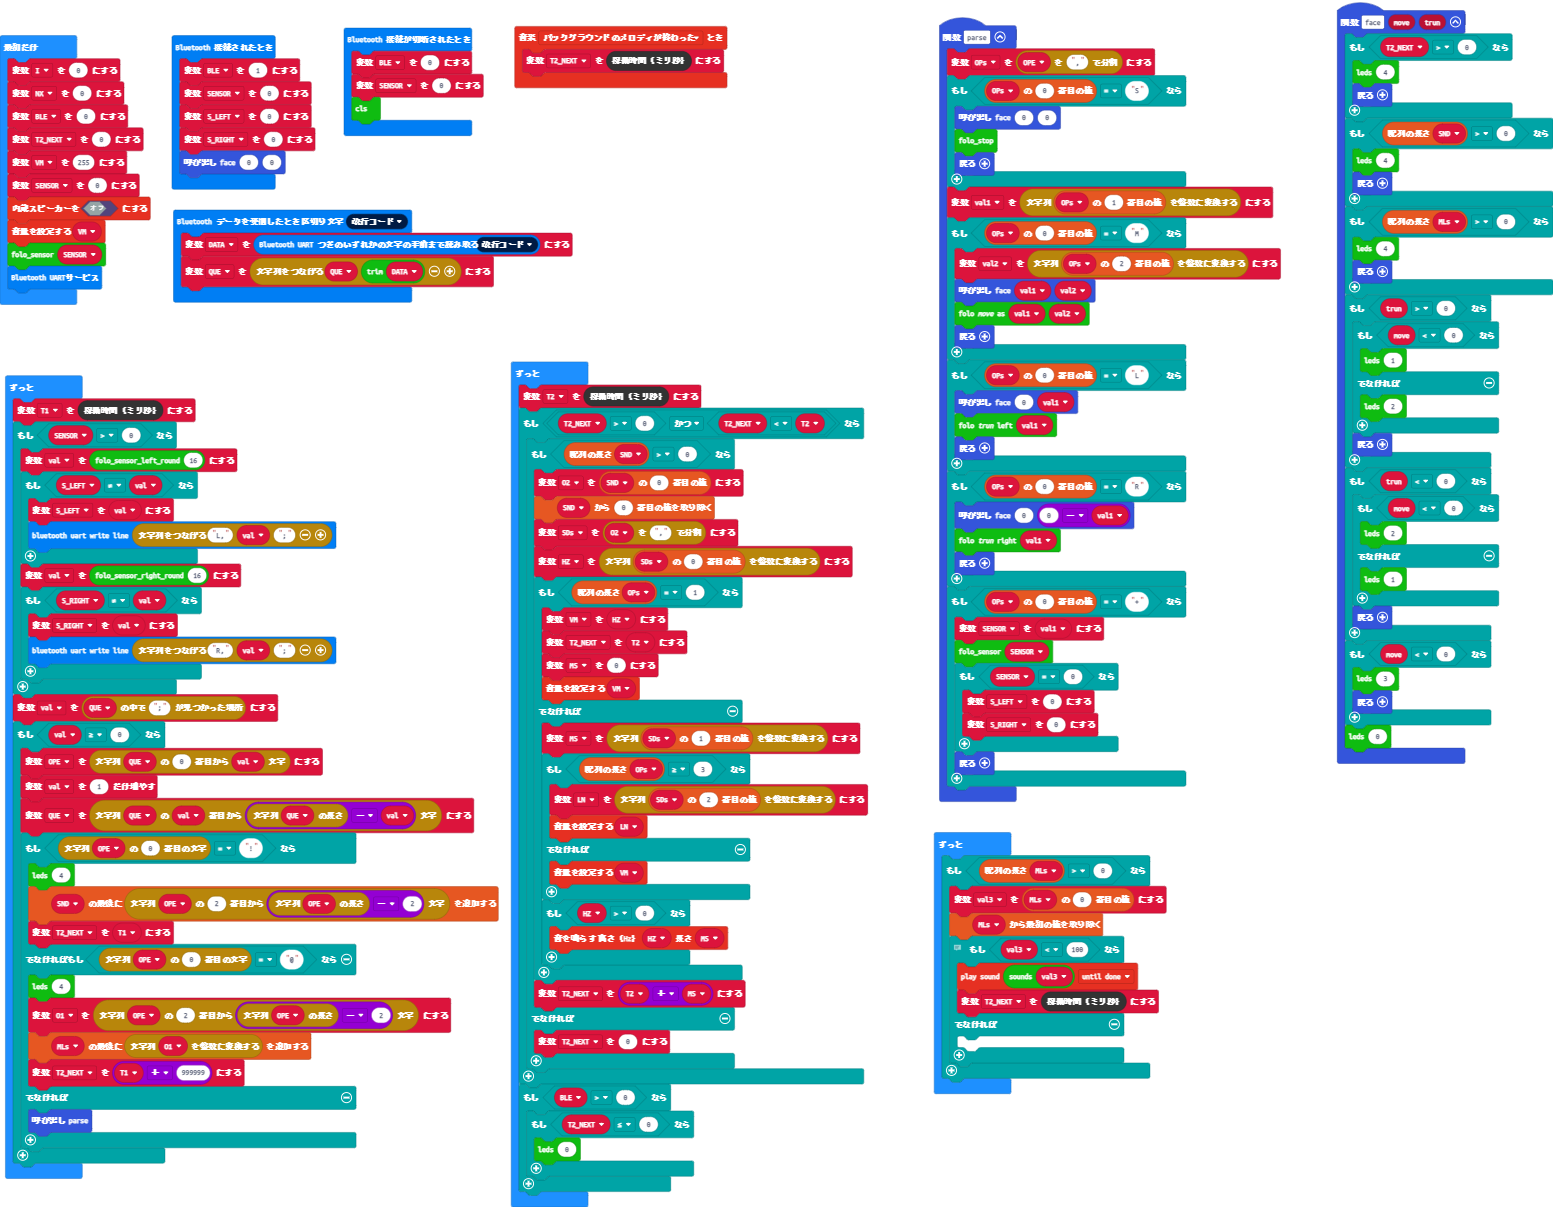 最初だけ
変数 I ▾ を 0 にする
変数 NX ▾ を 0 にする
変数 BLE ▾ を 0 にする
変数 T2_NEXT ▾ を 0 にする
変数 VM ▾ を 255 にする
変数 SENSOR ▾ を 0 にする
内蔵スピーカーを オフ にする
音量を設定する VM ▾
folo_sensor SENSOR ▾
Bluetooth UARTサービス
Bluetooth 接続されたとき
変数 BLE ▾ を 1 にする
変数 SENSOR ▾ を 0 にする
変数 S_LEFT ▾ を 0 にする
変数 S_RIGHT ▾ を 0 にする
呼び出し face 0 0
Bluetooth 接続が切断されたとき
変数 BLE ▾ を 0 にする
変数 SENSOR ▾ を 0 にする
cls
音楽 バックグラウンドのメロディが終わった▾ とき
変数 T2_NEXT ▾ を 稼働時間 (ミリ秒) にする
Bluetooth データを受信したとき 区切り文字 改行コード ▾
変数 DATA ▾ を Bluetooth UART つぎのいずれかの文字の手前まで読み取る 改行コード ▾ にする
変数 QUE ▾ を 文字列をつなげる QUE ▾ trim DATA ▾ − + にする
ずっと
変数 T1 ▾ を 稼働時間 (ミリ秒) にする
もし SENSOR ▾ > ▾ 0 なら
変数 val ▾ を folo_sensor_left_round 16 にする
もし S_LEFT ▾ = ▾ val ▾ なら
変数 S_LEFT ▾ を val ▾ にする
bluetooth uart write line 文字列をつなげる "L," val ▾ ";" − +
変数 val ▾ を folo_sensor_right_round 16 にする
もし S_RIGHT ▾ = ▾ val ▾ なら
変数 S_RIGHT ▾ を val ▾ にする
bluetooth uart write line 文字列をつなげる "R," val ▾ ";" − +
変数 val ▾ を QUE ▾ の中で ";" が見つかった場所 にする
もし val ▾ ≥ ▾ 0 なら
変数 OPE ▾ を 文字列 QUE ▾ の 0 番目から val ▾ 文字 にする
変数 val ▾ を 1 だけ増やす
変数 QUE ▾ を 文字列 QUE ▾ の val ▾ 番目から 文字列 QUE ▾ の長さ − ▾ val ▾ 文字 にする
もし 文字列 OPE ▾ の 0 番目の文字 = ▾ "!" なら
leds 4
SND ▾ の最後に 文字列 OPE ▾ の 2 番目から 文字列 OPE ▾ の長さ − ▾ 2 文字 を追加する
変数 T2_NEXT ▾ を T1 ▾ にする
でなければもし 文字列 OPE ▾ の 0 番目の文字 = ▾ "@" なら −
leds 4
変数 O1 ▾ を 文字列 OPE ▾ の 2 番目から 文字列 OPE ▾ の長さ − ▾ 2 文字 にする
MLs ▾ の最後に 文字列 O1 ▾ を整数に変換する を追加する
変数 T2_NEXT ▾ を T1 ▾ + ▾ 999999 にする
でなければ −
呼び出し parse
ずっと
変数 T2 ▾ を 稼働時間 (ミリ秒) にする
もし T2_NEXT ▾ > ▾ 0 かつ ▾ T2_NEXT ▾ < ▾ T2 ▾ なら
もし 配列の長さ SND ▾ > ▾ 0 なら
変数 O2 ▾ を SND ▾ の 0 番目の値 にする
SND ▾ から 0 番目の値を取り除く
変数 SDs ▾ を O2 ▾ を "," で分割 にする
変数 HZ ▾ を 文字列 SDs ▾ の 0 番目の値 を整数に変換する にする
もし 配列の長さ OPs ▾ = ▾ 1 なら
変数 VM ▾ を HZ ▾ にする
変数 T2_NEXT ▾ を T2 ▾ にする
変数 MS ▾ を 0 にする
音量を設定する VM ▾
でなければ −
変数 MS ▾ を 文字列 SDs ▾ の 1 番目の値 を整数に変換する にする
もし 配列の長さ OPs ▾ ≥ ▾ 3 なら
変数 LN ▾ を 文字列 SDs ▾ の 2 番目の値 を整数に変換する にする
音量を設定する LN ▾
でなければ −
音量を設定する VM ▾
もし HZ ▾ > ▾ 0 なら
音を鳴らす 高さ (Hz) HZ ▾ 長さ MS ▾
変数 T2_NEXT ▾ を T2 ▾ + ▾ MS ▾ にする
でなければ −
変数 T2_NEXT ▾ を 0 にする
もし BLE ▾ > ▾ 0 なら
もし T2_NEXT ▾ ≤ ▾ 0 なら
leds 0
関数 parse
変数 OPs ▾ を OPE ▾ を "," で分割 にする
もし OPs ▾ の 0 番目の値 = ▾ "S" なら
呼び出し face 0 0
folo_stop
戻る +
変数 val1 ▾ を 文字列 OPs ▾ の 1 番目の値 を整数に変換する にする
もし OPs ▾ の 0 番目の値 = ▾ "M" なら
変数 val2 ▾ を 文字列 OPs ▾ の 2 番目の値 を整数に変換する にする
呼び出し face val1 ▾ val2 ▾
folo move as val1 ▾ val2 ▾
戻る +
もし OPs ▾ の 0 番目の値 = ▾ "L" なら
呼び出し face 0 val1 ▾
folo trun left val1 ▾
戻る +
もし OPs ▾ の 0 番目の値 = ▾ "R" なら
呼び出し face 0 0 − ▾ val1 ▾
folo trun right val1 ▾
戻る +
もし OPs ▾ の 0 番目の値 = ▾ "+" なら
変数 SENSOR ▾ を val1 ▾ にする
folo_sensor SENSOR ▾
もし SENSOR ▾ = ▾ 0 なら
変数 S_LEFT ▾ を 0 にする
変数 S_RIGHT ▾ を 0 にする
戻る +
ずっと
もし 配列の長さ MLs ▾ > ▾ 0 なら
変数 val3 ▾ を MLs ▾ の 0 番目の値 にする
MLs ▾ から最初の値を取り除く
もし val3 ▾ < ▾ 100 なら
play sound sounds val3 ▾ until done ▾
変数 T2_NEXT ▾ を 稼働時間 (ミリ秒) にする
でなければ −
関数 face move trun
もし T2_NEXT ▾ > ▾ 0 なら
leds 4
戻る +
もし 配列の長さ SND ▾ > ▾ 0 なら
leds 4
戻る +
もし 配列の長さ MLs ▾ > ▾ 0 なら
leds 4
戻る +
もし trun > ▾ 0 なら
もし move < ▾ 0 なら
leds 1
でなければ −
leds 2
戻る +
もし trun < ▾ 0 なら
もし move < ▾ 0 なら
leds 2
でなければ −
leds 1
戻る +
もし move < ▾ 0 なら
leds 3
戻る +
leds 0